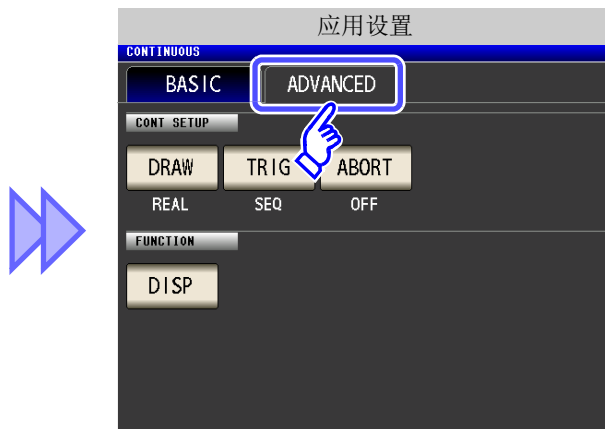 应用设置
CONTINUOUS
BASIC ADVANCED
CONT SETUP
DRAW TRIG ABORT
REAL SEQ OFF
FUNCTION
DISP